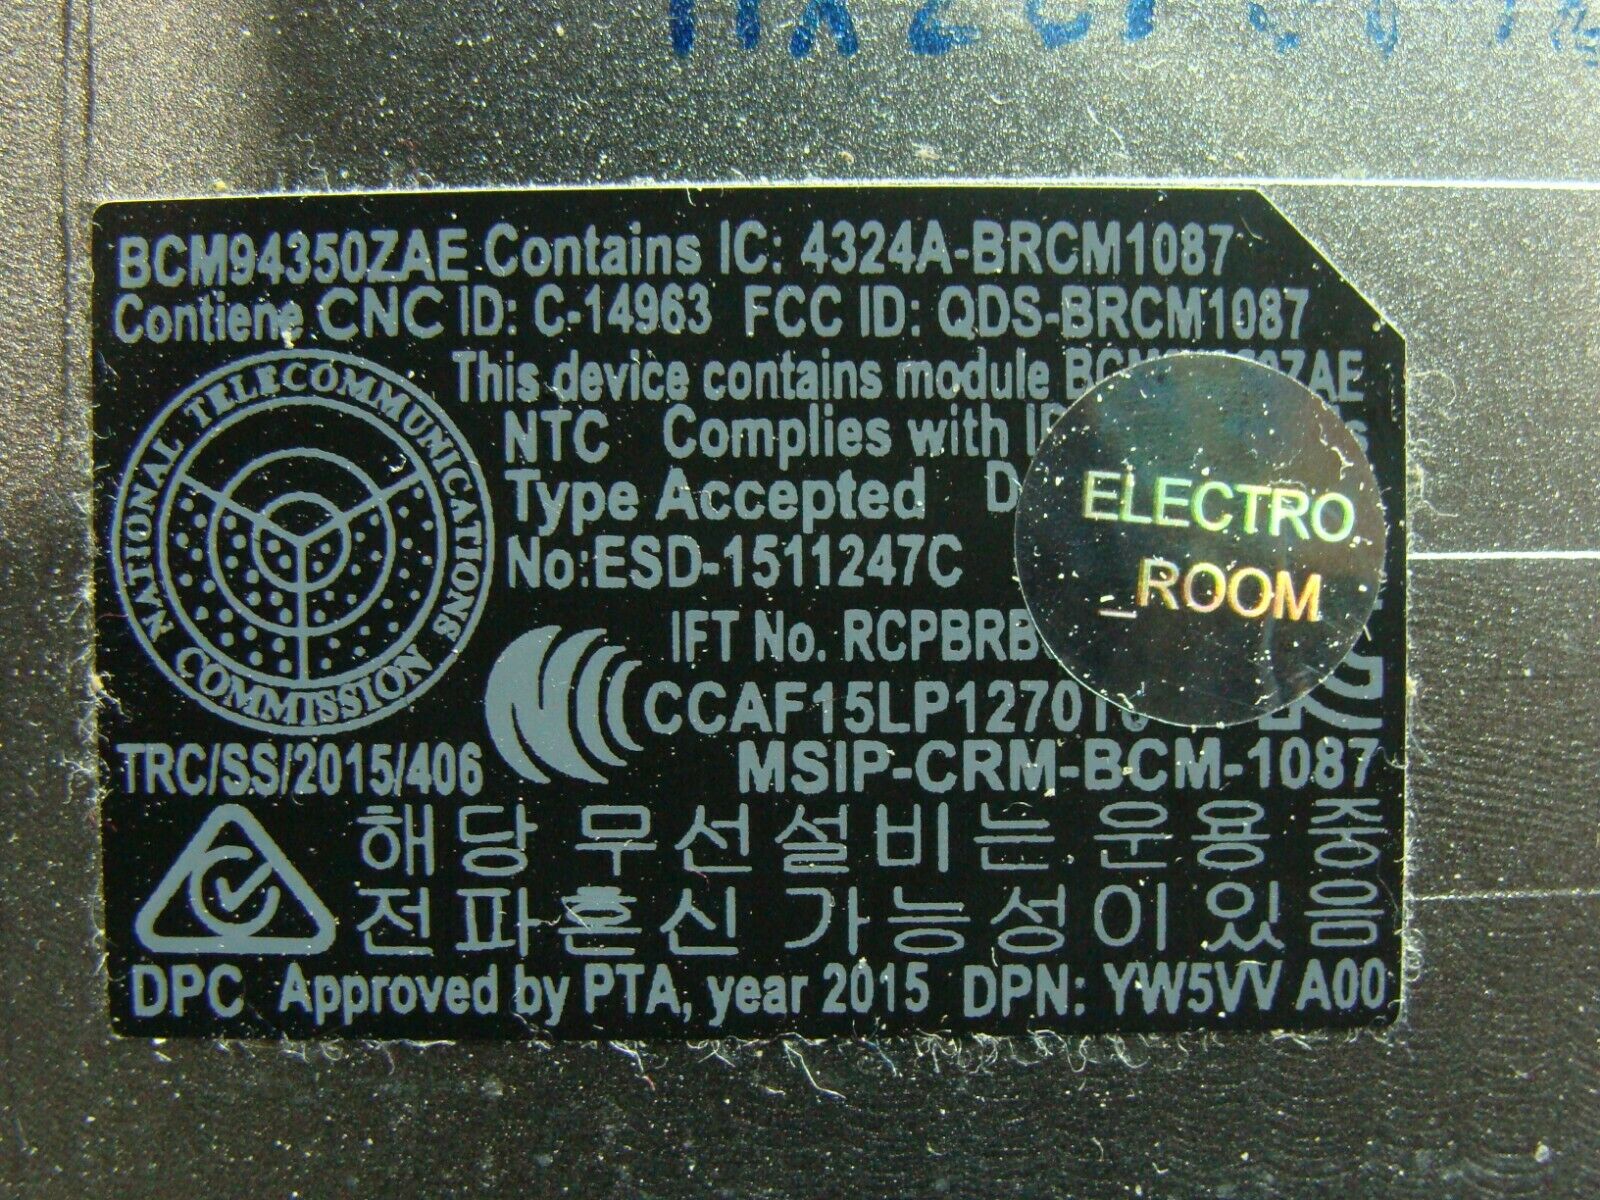 BCM94350ZAE Contains IC: 4324A-BRCM1087
Contiene CNC ID: C-14963 FCC ID: QDS-BRCM1087
This device contains module
NTC Complies with
Type Accepted
No:ESD-1511247C
NATIONAL TELECOMMUNICATIONS
COMMISSION
ELECTRO
_ROOM
IFT No.
TRC/SS/2015/406
MSIP-CRM-BCM-1087
해당 무선설비는 운용 중
전파혼신 가능성이 있음
DPC Approved by PTA, year 2015 DPN: YW5VV A00